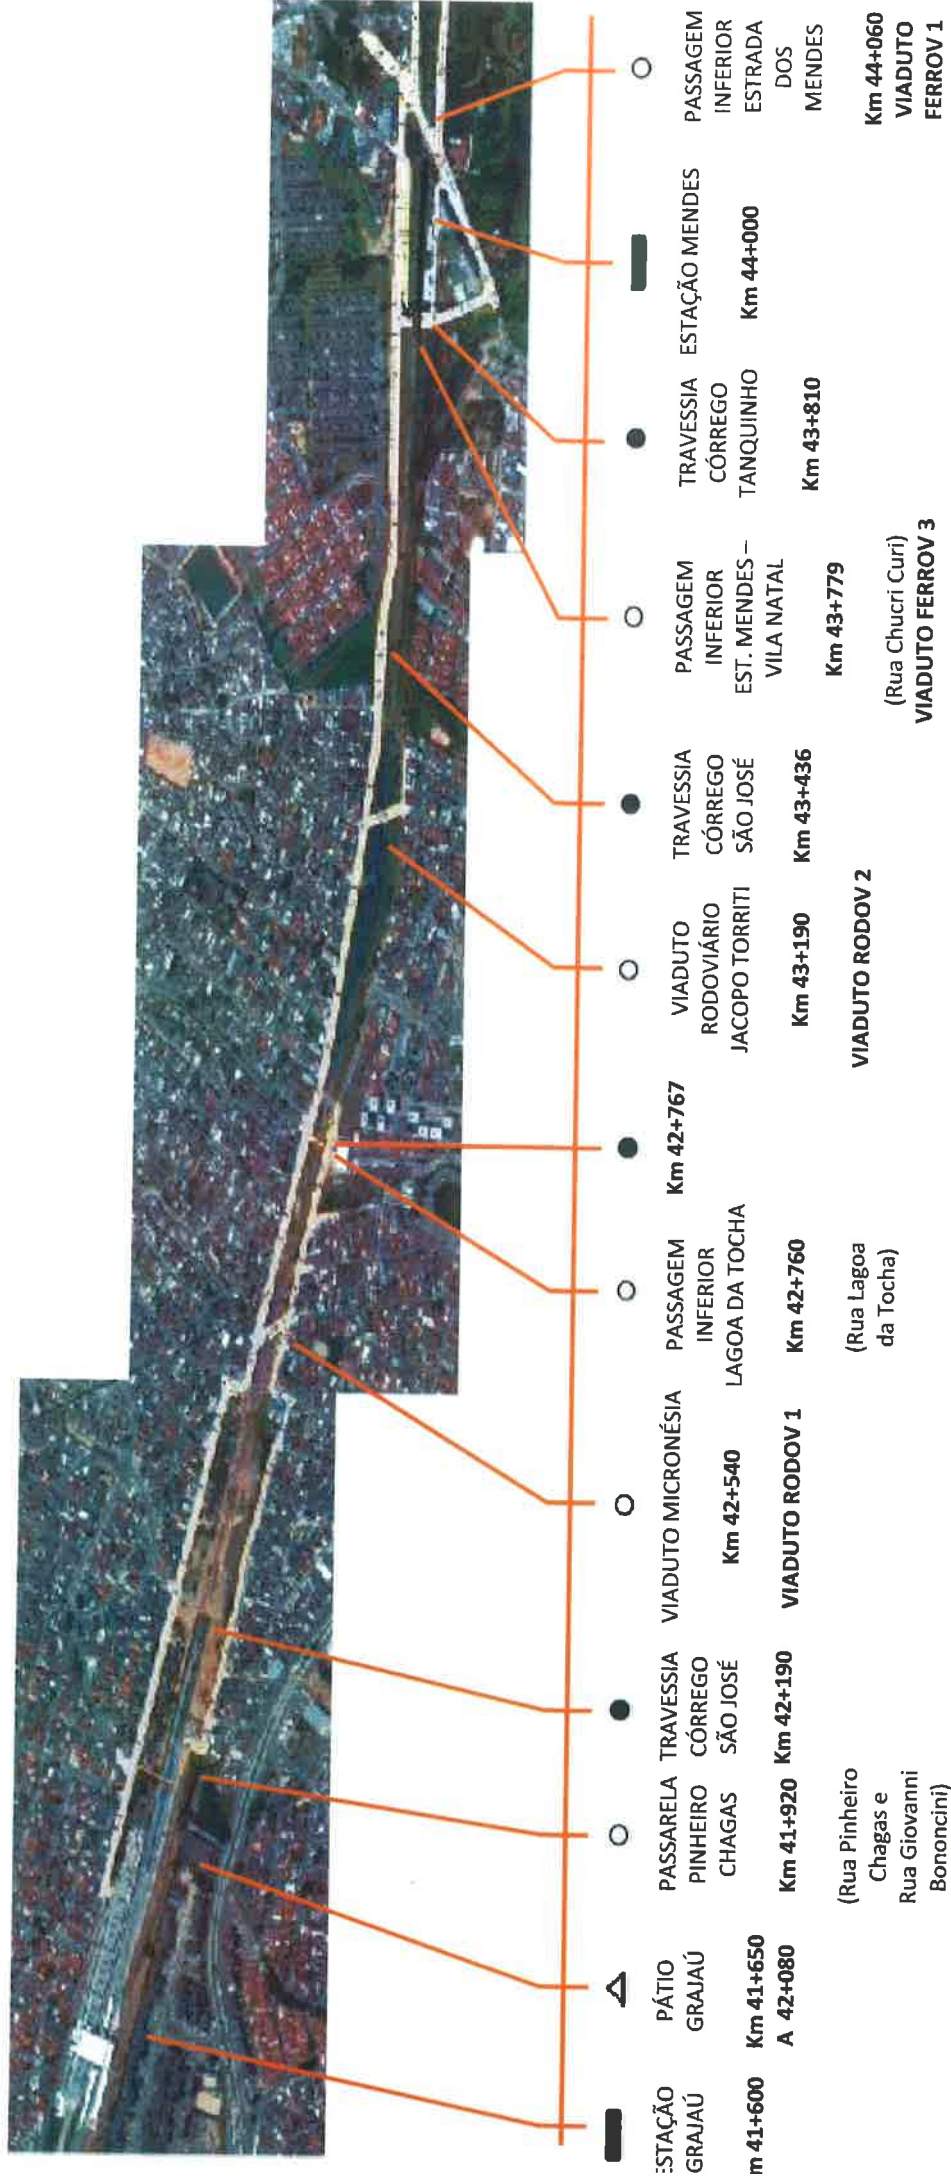 ESTAÇÃO
GRAJAÚ
m 41+600
PÁTIO
GRAJAÚ
Km 41+650
A 42+080
PASSARELA
PINHEIRO
CHAGAS
Km 41+920
(Rua Pinheiro
Chagas e
Rua Giovanni
Bononcini)
TRAVESSIA
CÓRREGO
SÃO JOSÉ
Km 42+190
VIADUTO MICRONÉSIA
Km 42+540
VIADUTO RODOV 1
PASSAGEM
INFERIOR
LAGOA DA TOCHA
Km 42+760
(Rua Lagoa
da Tocha)
Km 42+767
VIADUTO
RODOVIÁRIO
JACOPO TORRITI
Km 43+190
VIADUTO RODOV 2
TRAVESSIA
CÓRREGO
SÃO JOSÉ
Km 43+436
PASSAGEM
INFERIOR
EST. MENDES –
VILA NATAL
Km 43+779
(Rua Chucri Curi)
VIADUTO FERROV 3
TRAVESSIA
CÓRREGO
TANQUINHO
Km 43+810
ESTAÇÃO MENDES
Km 44+000
PASSAGEM
INFERIOR
ESTRADA
DOS
MENDES
Km 44+060
VIADUTO
FERROV 1